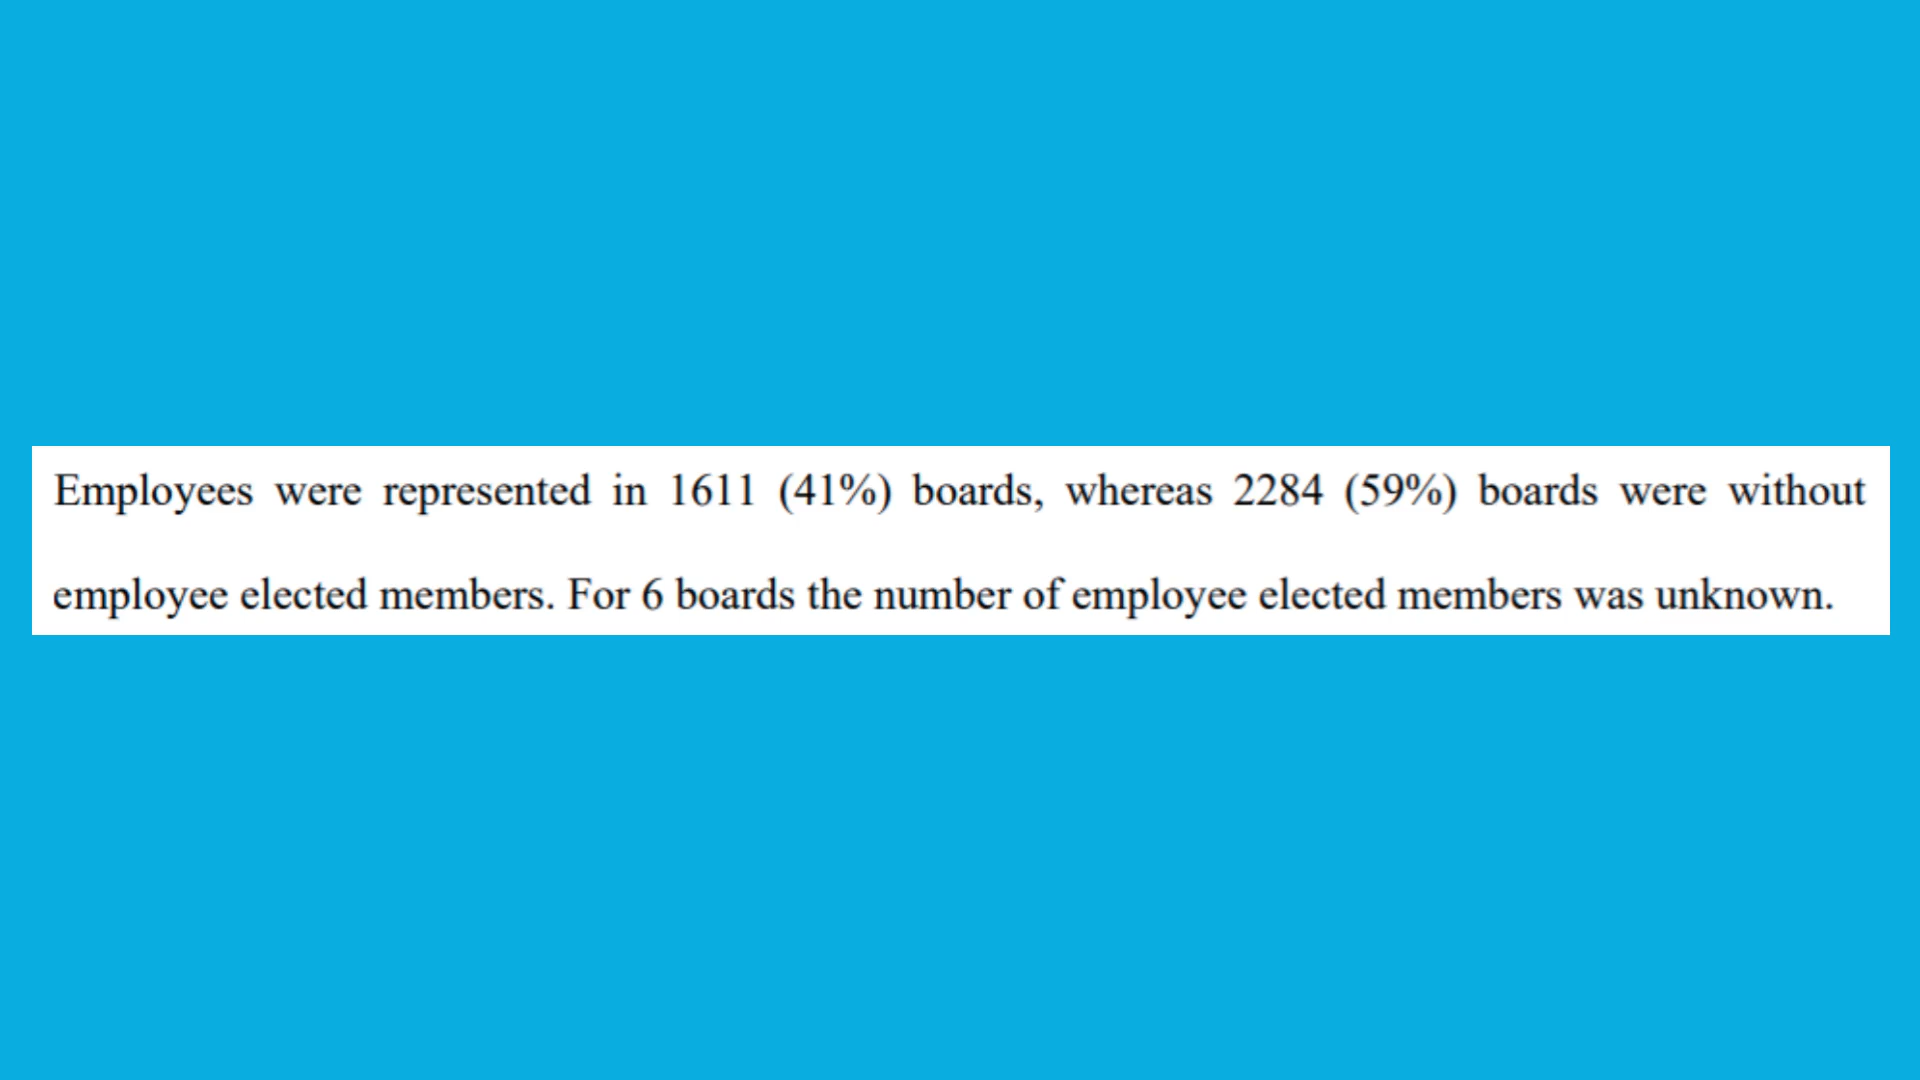 Employees were represented in 1611 (41%) boards, whereas 2284 (59%) boards were without
employee elected members. For 6 boards the number of employee elected members was unknown.